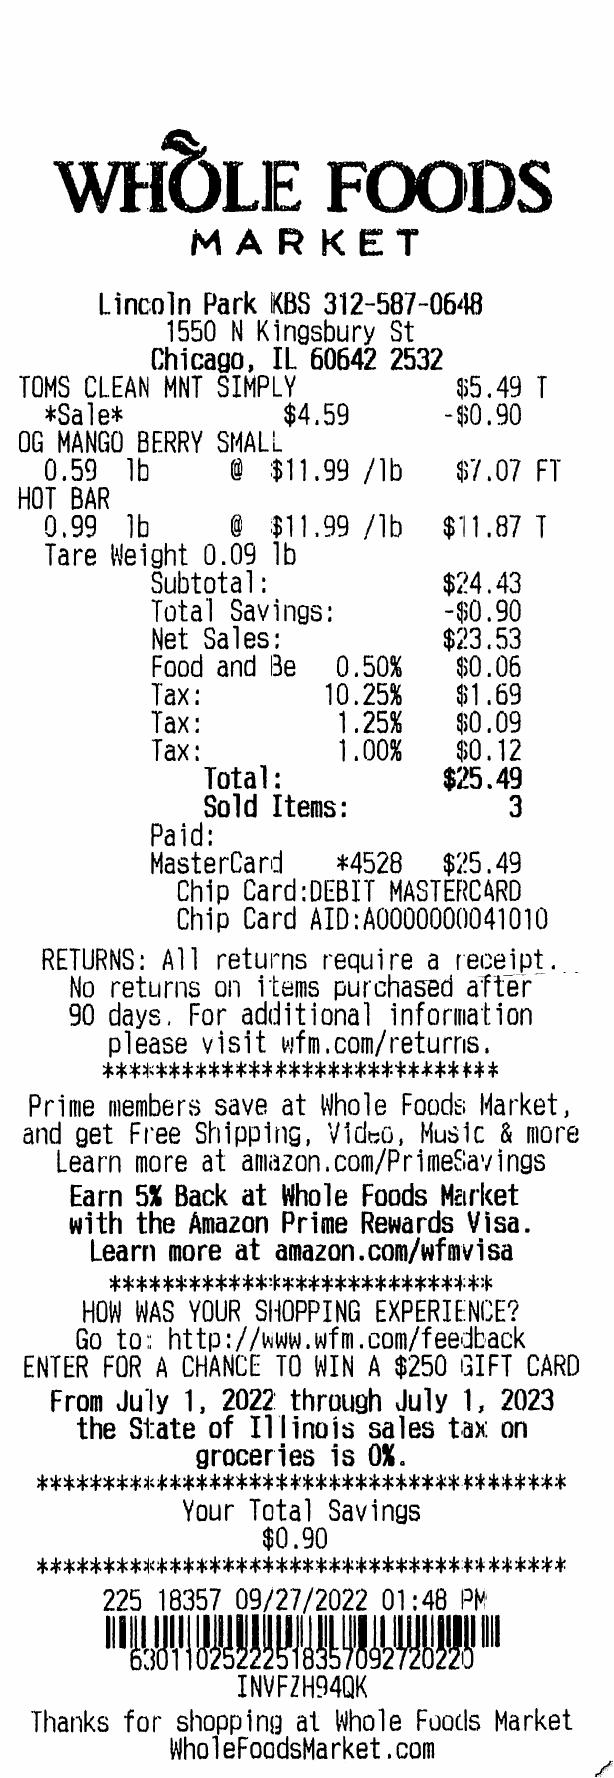 WHOLE FOODS
MARKET
Lincoln Park KBS 312-587-0648
1550 N Kingsbury St
Chicago, IL 60642 2532
TOMS CLEAN MNT SIMPLY $5.49 T
*Sale* $4.59 -$0.90
OG MANGO BERRY SMALL
0.59 lb @ $11.99 /lb $7.07 FT
HOT BAR
0.99 lb @ $11.99 /lb $11.87 T
Tare Weight 0.09 lb
Subtotal: $24.43
Total Savings: -$0.90
Net Sales: $23.53
Food and Be 0.50% $0.06
Tax: 10.25% $1.69
Tax: 1.25% $0.09
Tax: 1.00% $0.12
Total: $25.49
Sold Items: 3
Paid:
MasterCard *4528 $25.49
Chip Card:DEBIT MASTERCARD
Chip Card AID:A0000000041010
RETURNS: All returns require a receipt.
No returns on items purchased after
90 days. For additional information
please visit wfm.com/returns.
******************************
Prime members save at Whole Foods Market,
and get Free Shipping, Video, Music & more
Learn more at amazon.com/PrimeSavings
Earn 5% Back at Whole Foods Market
with the Amazon Prime Rewards Visa.
Learn more at amazon.com/wfmvisa
*****************************
HOW WAS YOUR SHOPPING EXPERIENCE?
Go to: http://www.wfm.com/feedback
ENTER FOR A CHANCE TO WIN A $250 GIFT CARD
From July 1, 2022 through July 1, 2023
the State of Illinois sales tax on
groceries is 0%.
****************************************
Your Total Savings
$0.90
****************************************
225 18357 09/27/2022 01:48 PM
63011025222518357092720220
INVFZH94QK
Thanks for shopping at Whole Foods Market
WholeFoodsMarket.com